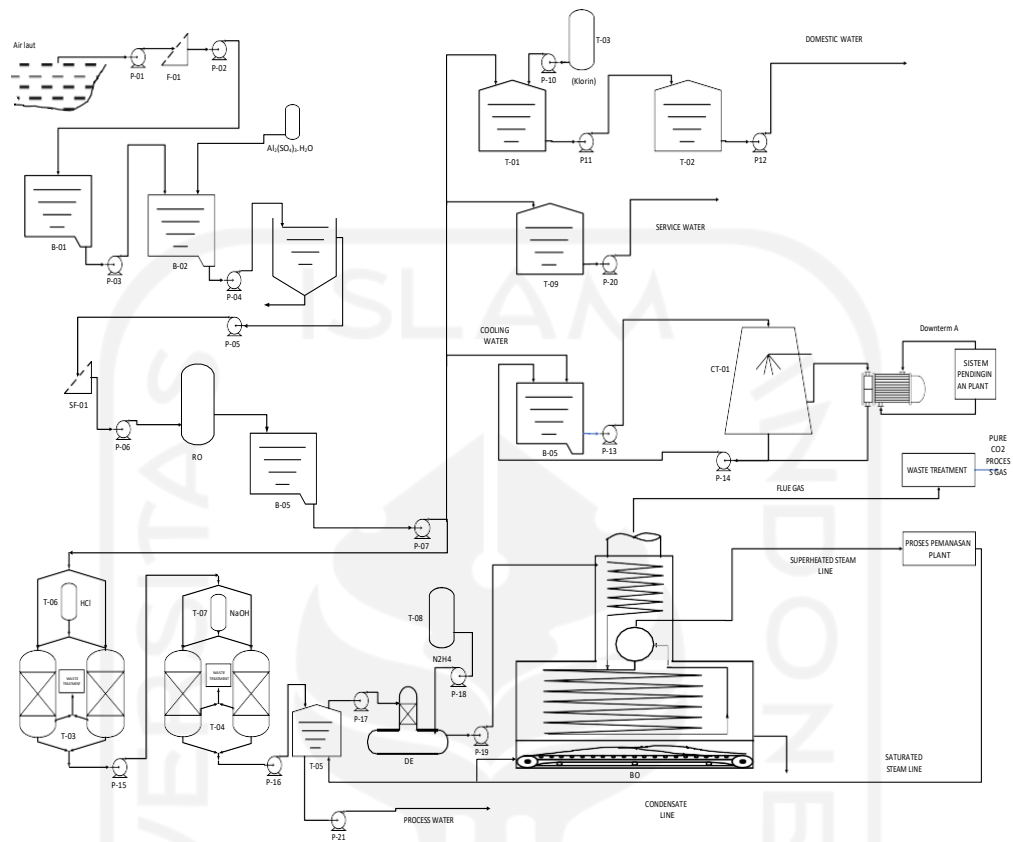 Air laut
P-01
F-01
P-02
T-03
P-10
(Klorin)
DOMESTIC WATER
Al₂(SO₄)₃.H₂O
T-01
P11
T-02
P12
B-01
P-03
B-02
P-04
T-09
P-20
SERVICE WATER
P-05
COOLING
WATER
CT-01
Downterm A
SISTEM
PENDINGIN
AN PLANT
SF-01
P-06
RO
B-05
P-07
B-05
P-13
P-14
PURE
CO2
PROCES
S GAS
WASTE TREATMENT
FLUE GAS
PROSES PEMANASAN
PLANT
SUPERHEATED STEAM
LINE
T-06
HCl
T-07
NaOH
T-08
N2H4
P-18
WASTE
TREATMENT
WASTE
TREATMENT
T-03
P-15
T-04
P-16
T-05
P-17
DE
P-19
BO
SATURATED
STEAM LINE
CONDENSATE
LINE
P-21
PROCESS WATER
UNIVERSITAS
ISLAM
INDONESIA